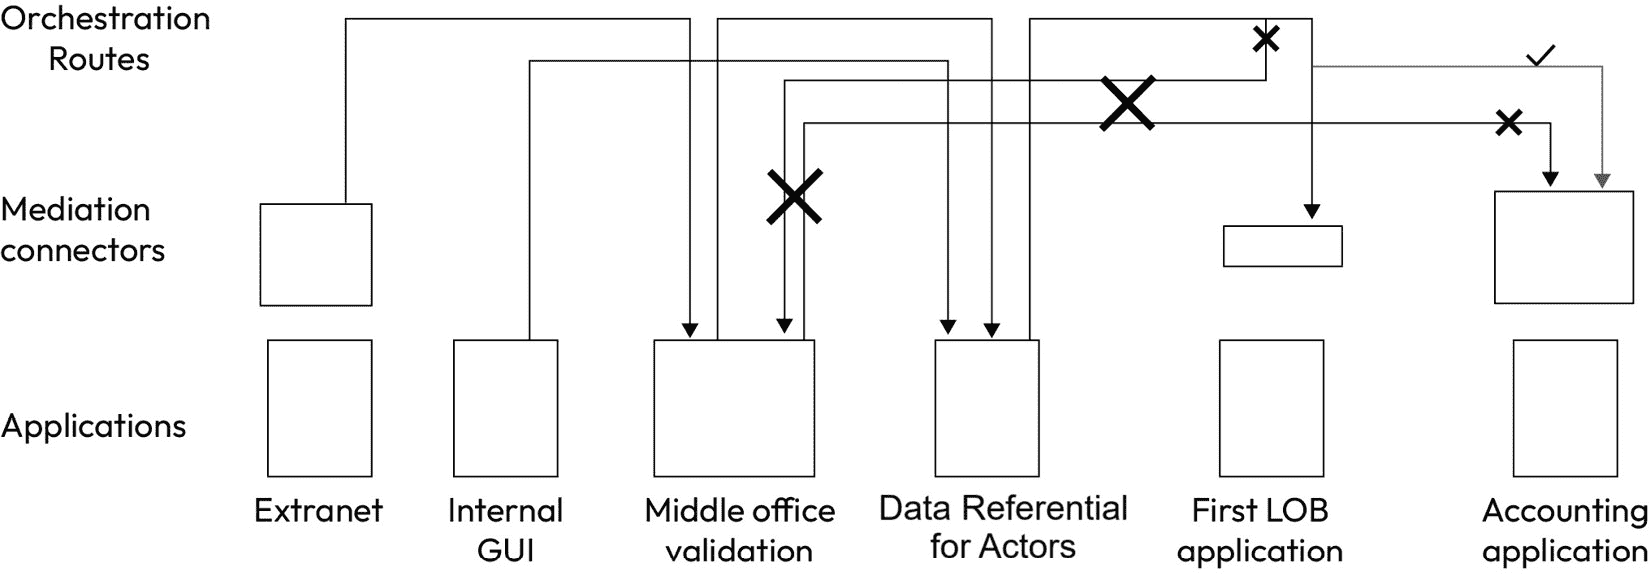 Orchestration
Routes
Mediation
connectors
Applications
Extranet
Internal
GUI
Middle office
validation
Data Referential
for Actors
First LOB
application
Accounting
application